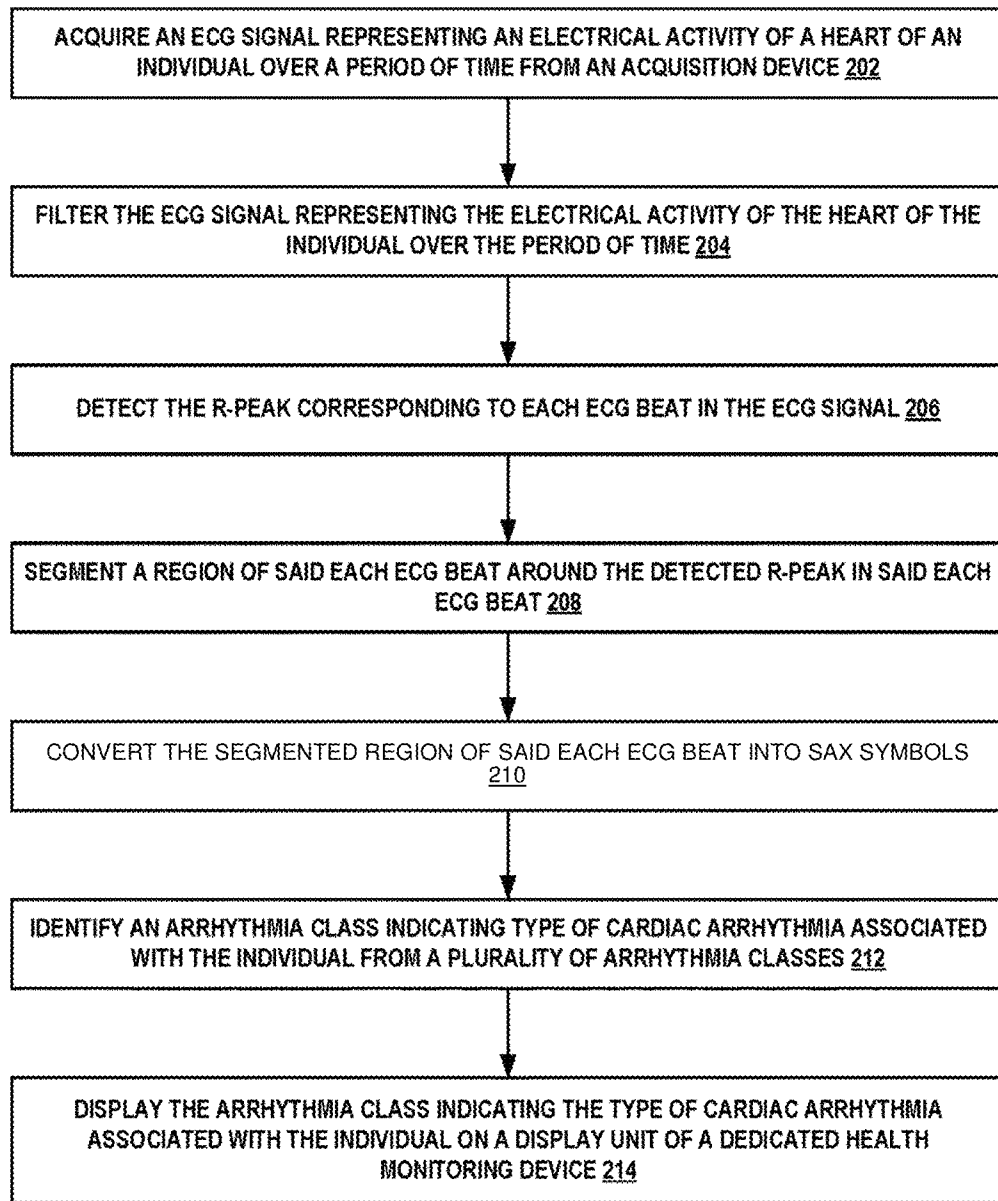 ACQUIRE AN ECG SIGNAL REPRESENTING AN ELECTRICAL ACTIVITY OF A HEART OF AN
INDIVIDUAL OVER A PERIOD OF TIME FROM AN ACQUISITION DEVICE 202
FILTER THE ECG SIGNAL REPRESENTING THE ELECTRICAL ACTIVITY OF THE HEART OF THE
INDIVIDUAL OVER THE PERIOD OF TIME 204
DETECT THE R-PEAK CORRESPONDING TO EACH ECG BEAT IN THE ECG SIGNAL 206
SEGMENT A REGION OF SAID EACH ECG BEAT AROUND THE DETECTED R-PEAK IN SAID EACH
ECG BEAT 208
CONVERT THE SEGMENTED REGION OF SAID EACH ECG BEAT INTO SAX SYMBOLS
210
IDENTIFY AN ARRHYTHMIA CLASS INDICATING TYPE OF CARDIAC ARRHYTHMIA ASSOCIATED
WITH THE INDIVIDUAL FROM A PLURALITY OF ARRHYTHMIA CLASSES 212
DISPLAY THE ARRHYTHMIA CLASS INDICATING THE TYPE OF CARDIAC ARRHYTHMIA
ASSOCIATED WITH THE INDIVIDUAL ON A DISPLAY UNIT OF A DEDICATED HEALTH
MONITORING DEVICE 214